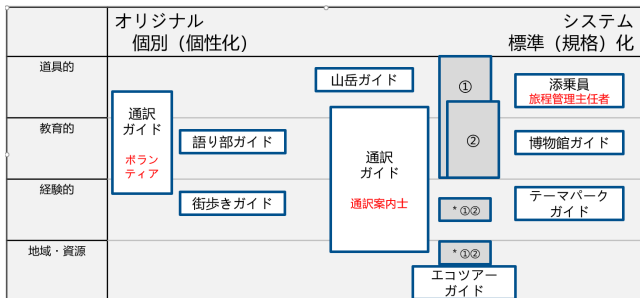 オリジナル
個別（個性化）
システム
標準（規格）化
道具的
山岳ガイド
①
添乗員
旅程管理主任者
教育的
通訳
ガイド
ボラン
ティア
語り部ガイド
通訳
ガイド
通訳案内士
②
博物館ガイド
経験的
街歩きガイド
*①②
テーマパーク
ガイド
地域・資源
*①②
エコツアー
ガイド